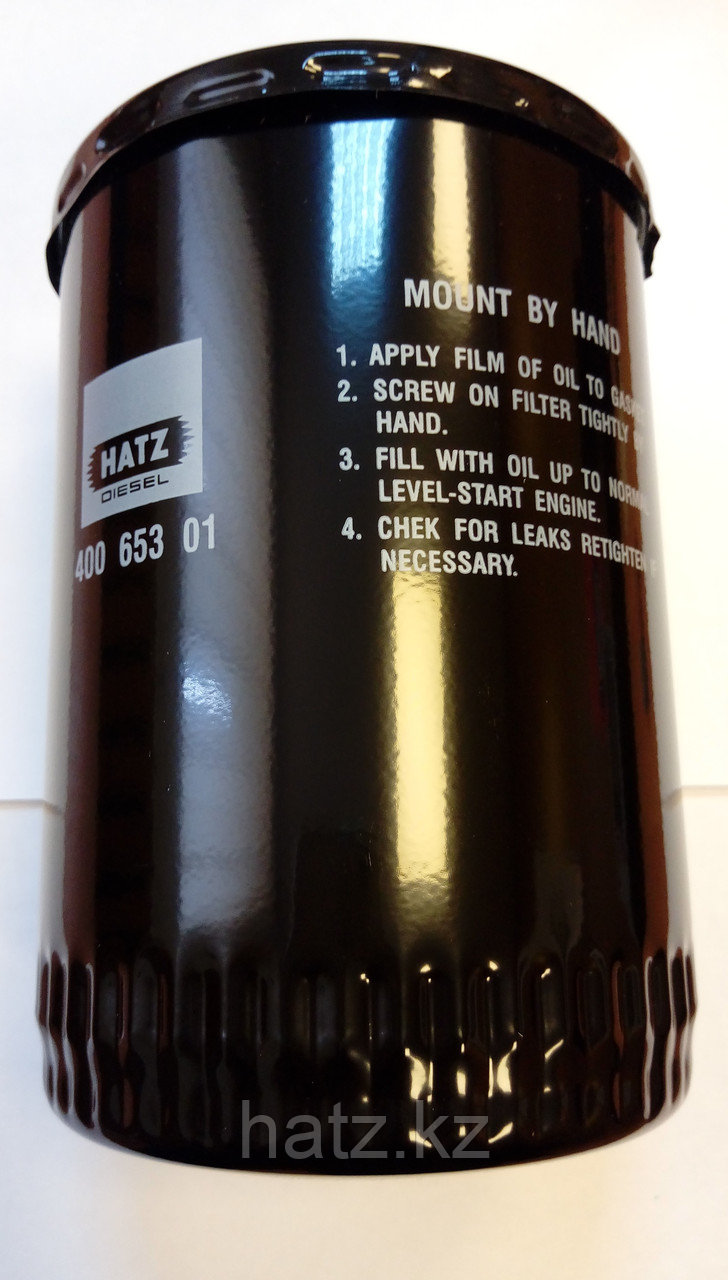 MOUNT BY HAND
1. APPLY FILM OF OIL TO
2. SCREW ON FILTER TIGHTLY
HAND.
3. FILL WITH OIL UP TO
LEVEL-START ENGINE.
4. CHEK FOR LEAKS RETIGHTEN
NECESSARY.
HATZ
DIESEL
400 653 01
hatz.kz